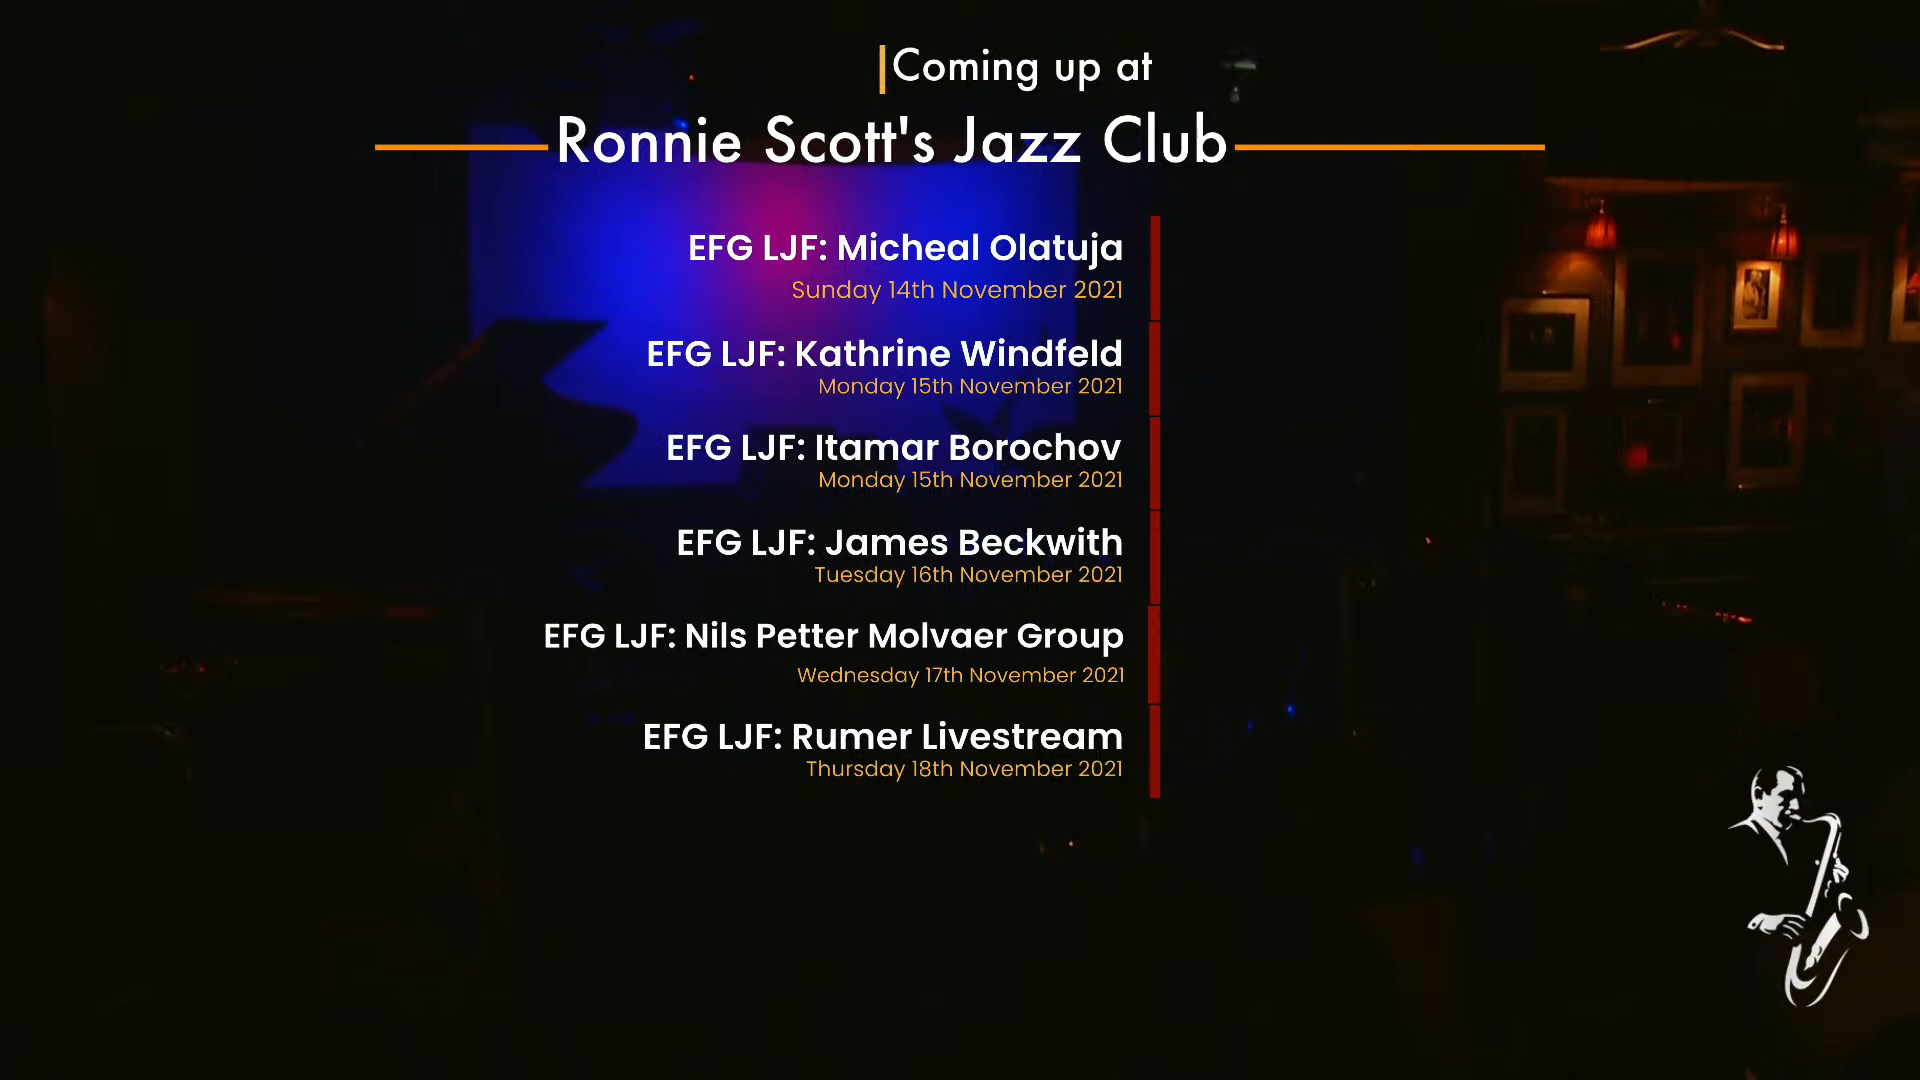 Coming up at
Ronnie Scott's Jazz Club
EFG LJF: Micheal Olatuja
Sunday 14th November 2021
EFG LJF: Kathrine Windfeld
Monday 15th November 2021
EFG LJF: Itamar Borochov
Monday 15th November 2021
EFG LJF: James Beckwith
Tuesday 16th November 2021
EFG LJF: Nils Petter Molvaer Group
Wednesday 17th November 2021
EFG LJF: Rumer Livestream
Thursday 18th November 2021